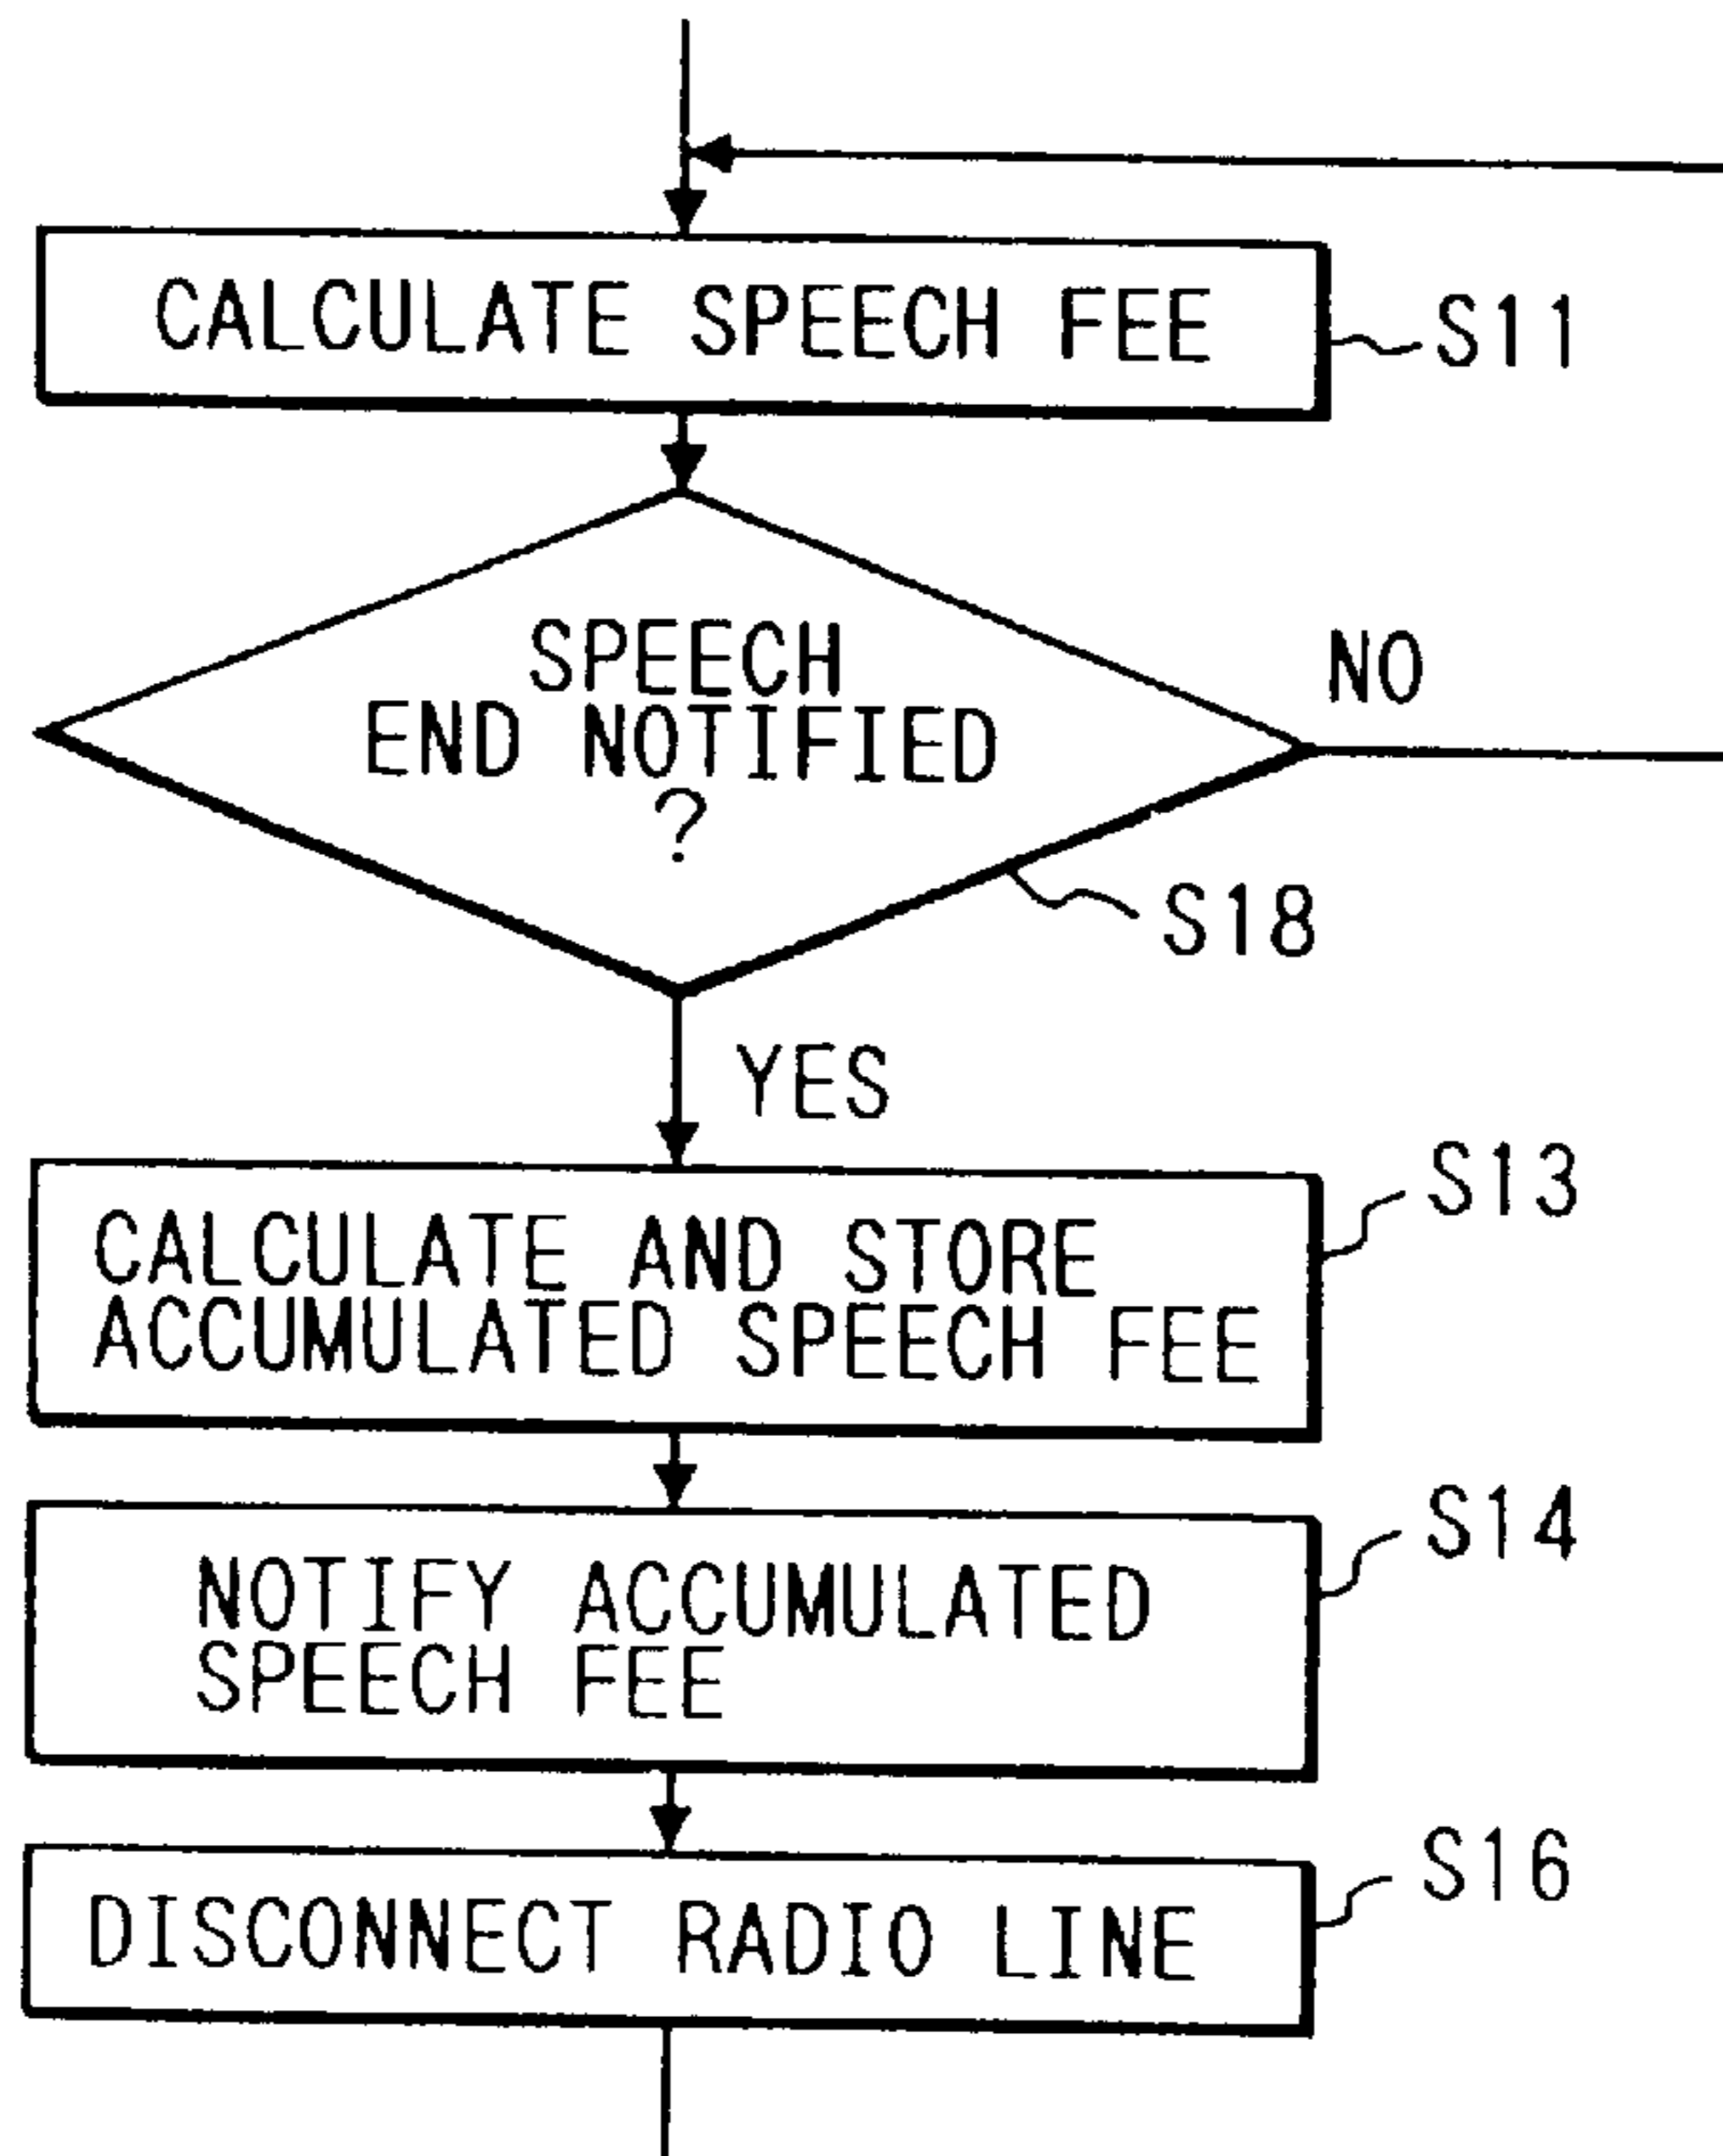 CALCULATE SPEECH FEE
S11
SPEECH
END NOTIFIED
?
NO
S18
YES
S13
CALCULATE AND STORE
ACCUMULATED SPEECH FEE
S14
NOTIFY ACCUMULATED
SPEECH FEE
S16
DISCONNECT RADIO LINE